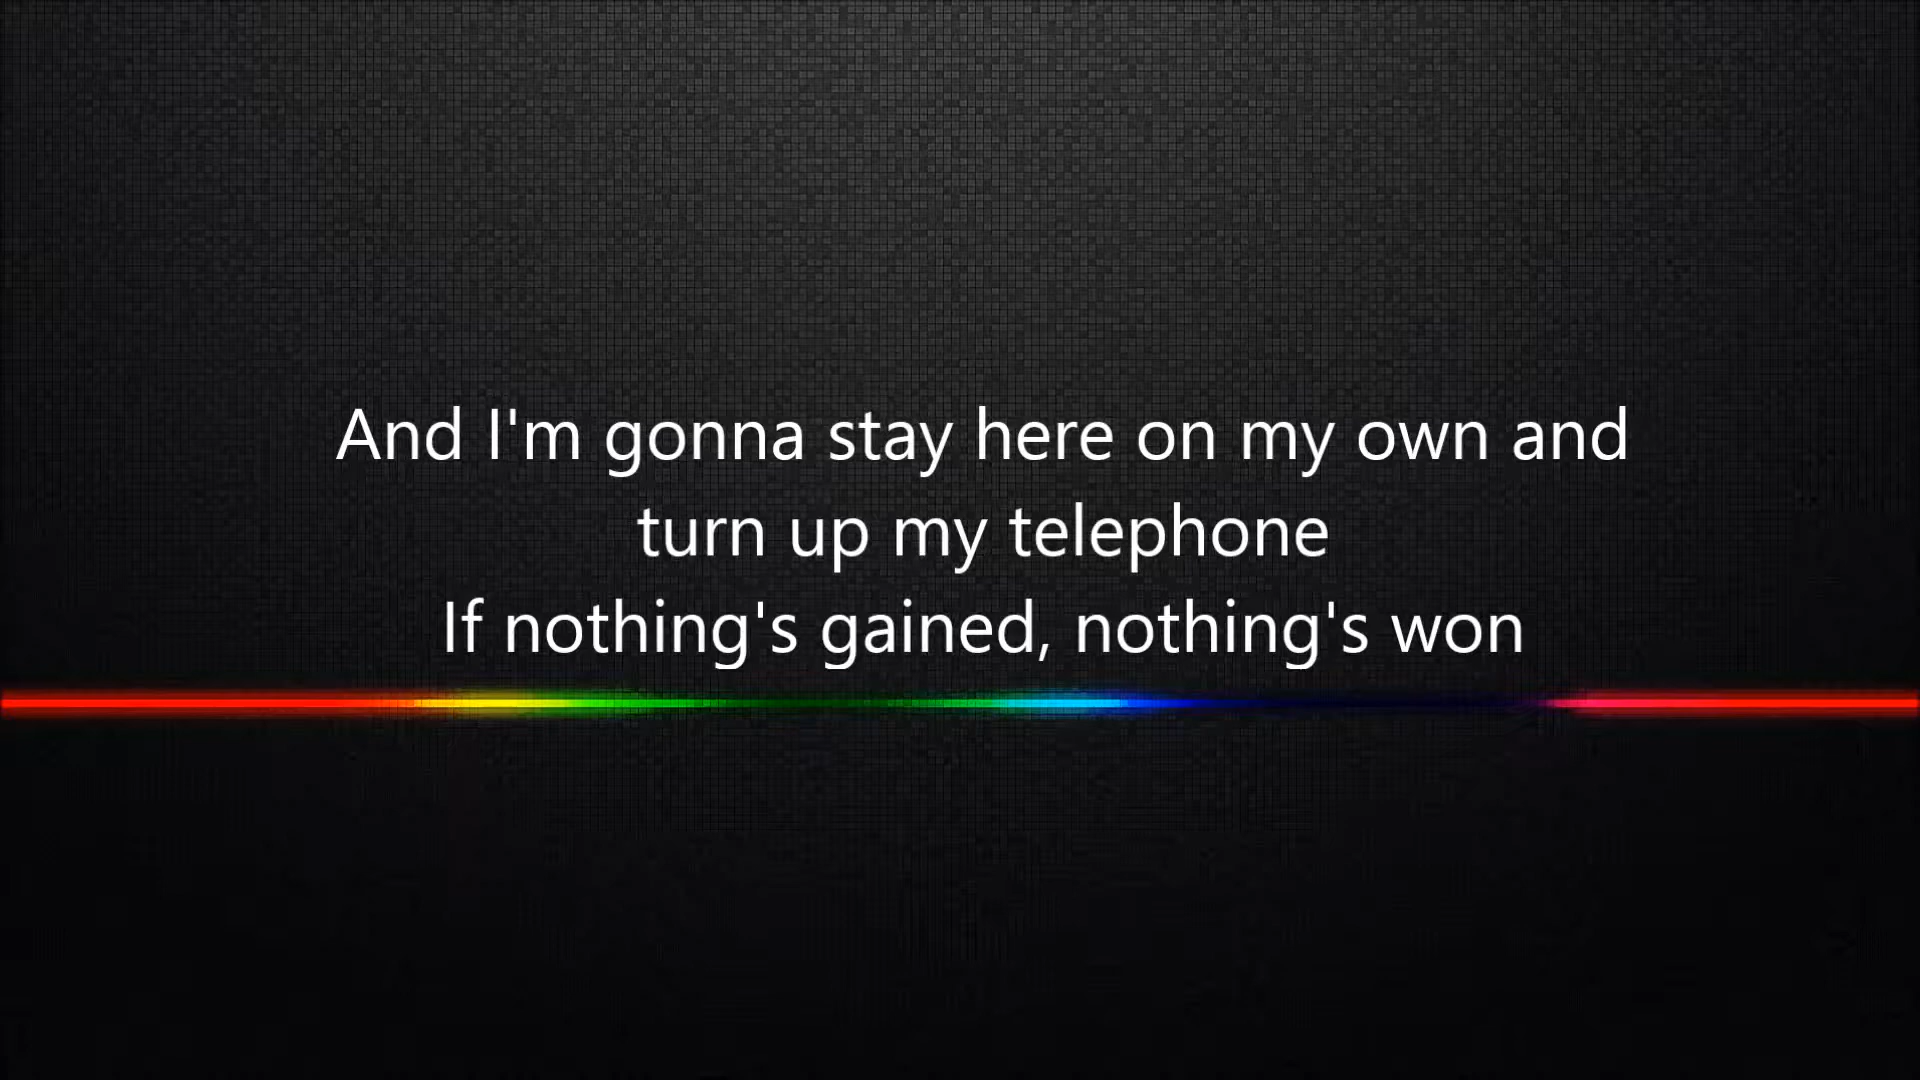 And I'm gonna stay here on my own and
turn up my telephone
If nothing's gained, nothing's won